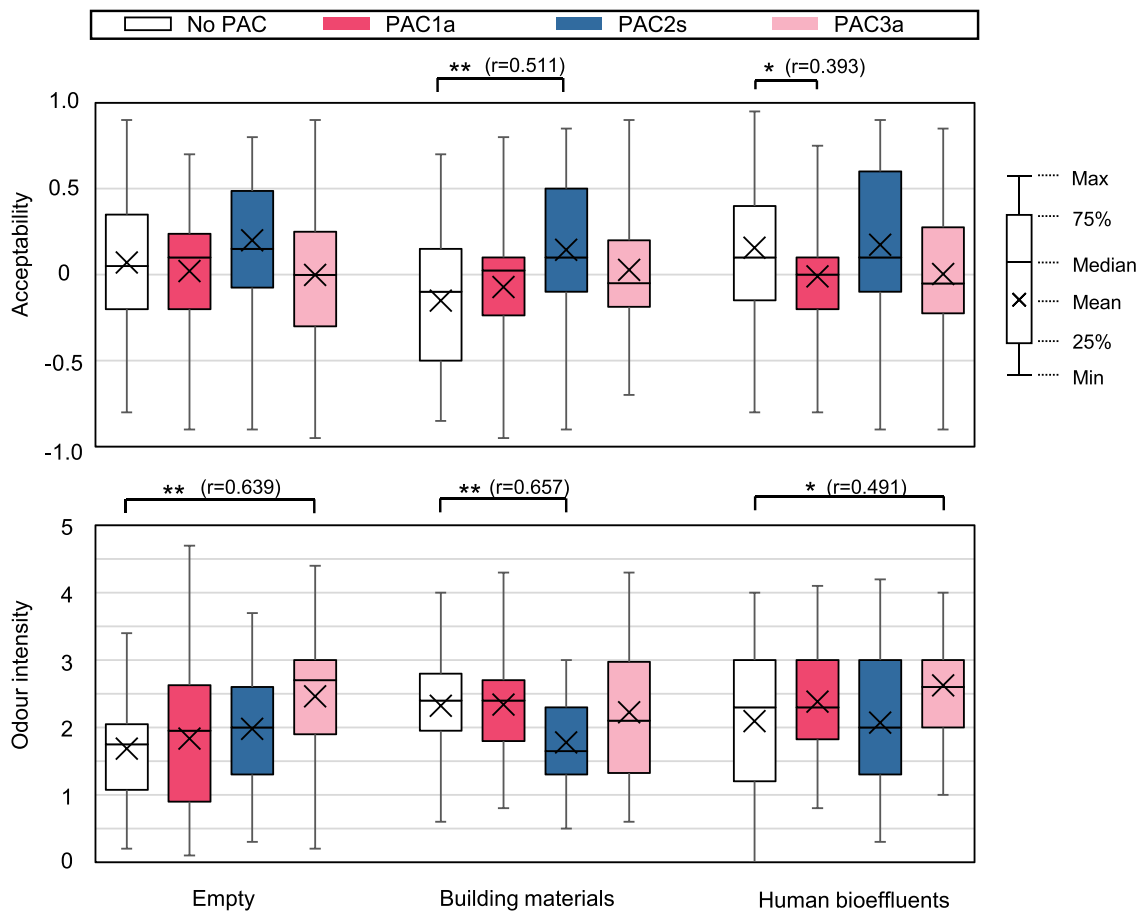 No PAC PAC1a PAC2s PAC3a
** (r=0.511) * (r=0.393)
Acceptability
1.0
0.5
0
-0.5
-1.0
Max
75%
Median
Mean
25%
Min
** (r=0.639) ** (r=0.657) * (r=0.491)
Odour intensity
5
4
3
2
1
0
Empty Building materials Human bioeffluents